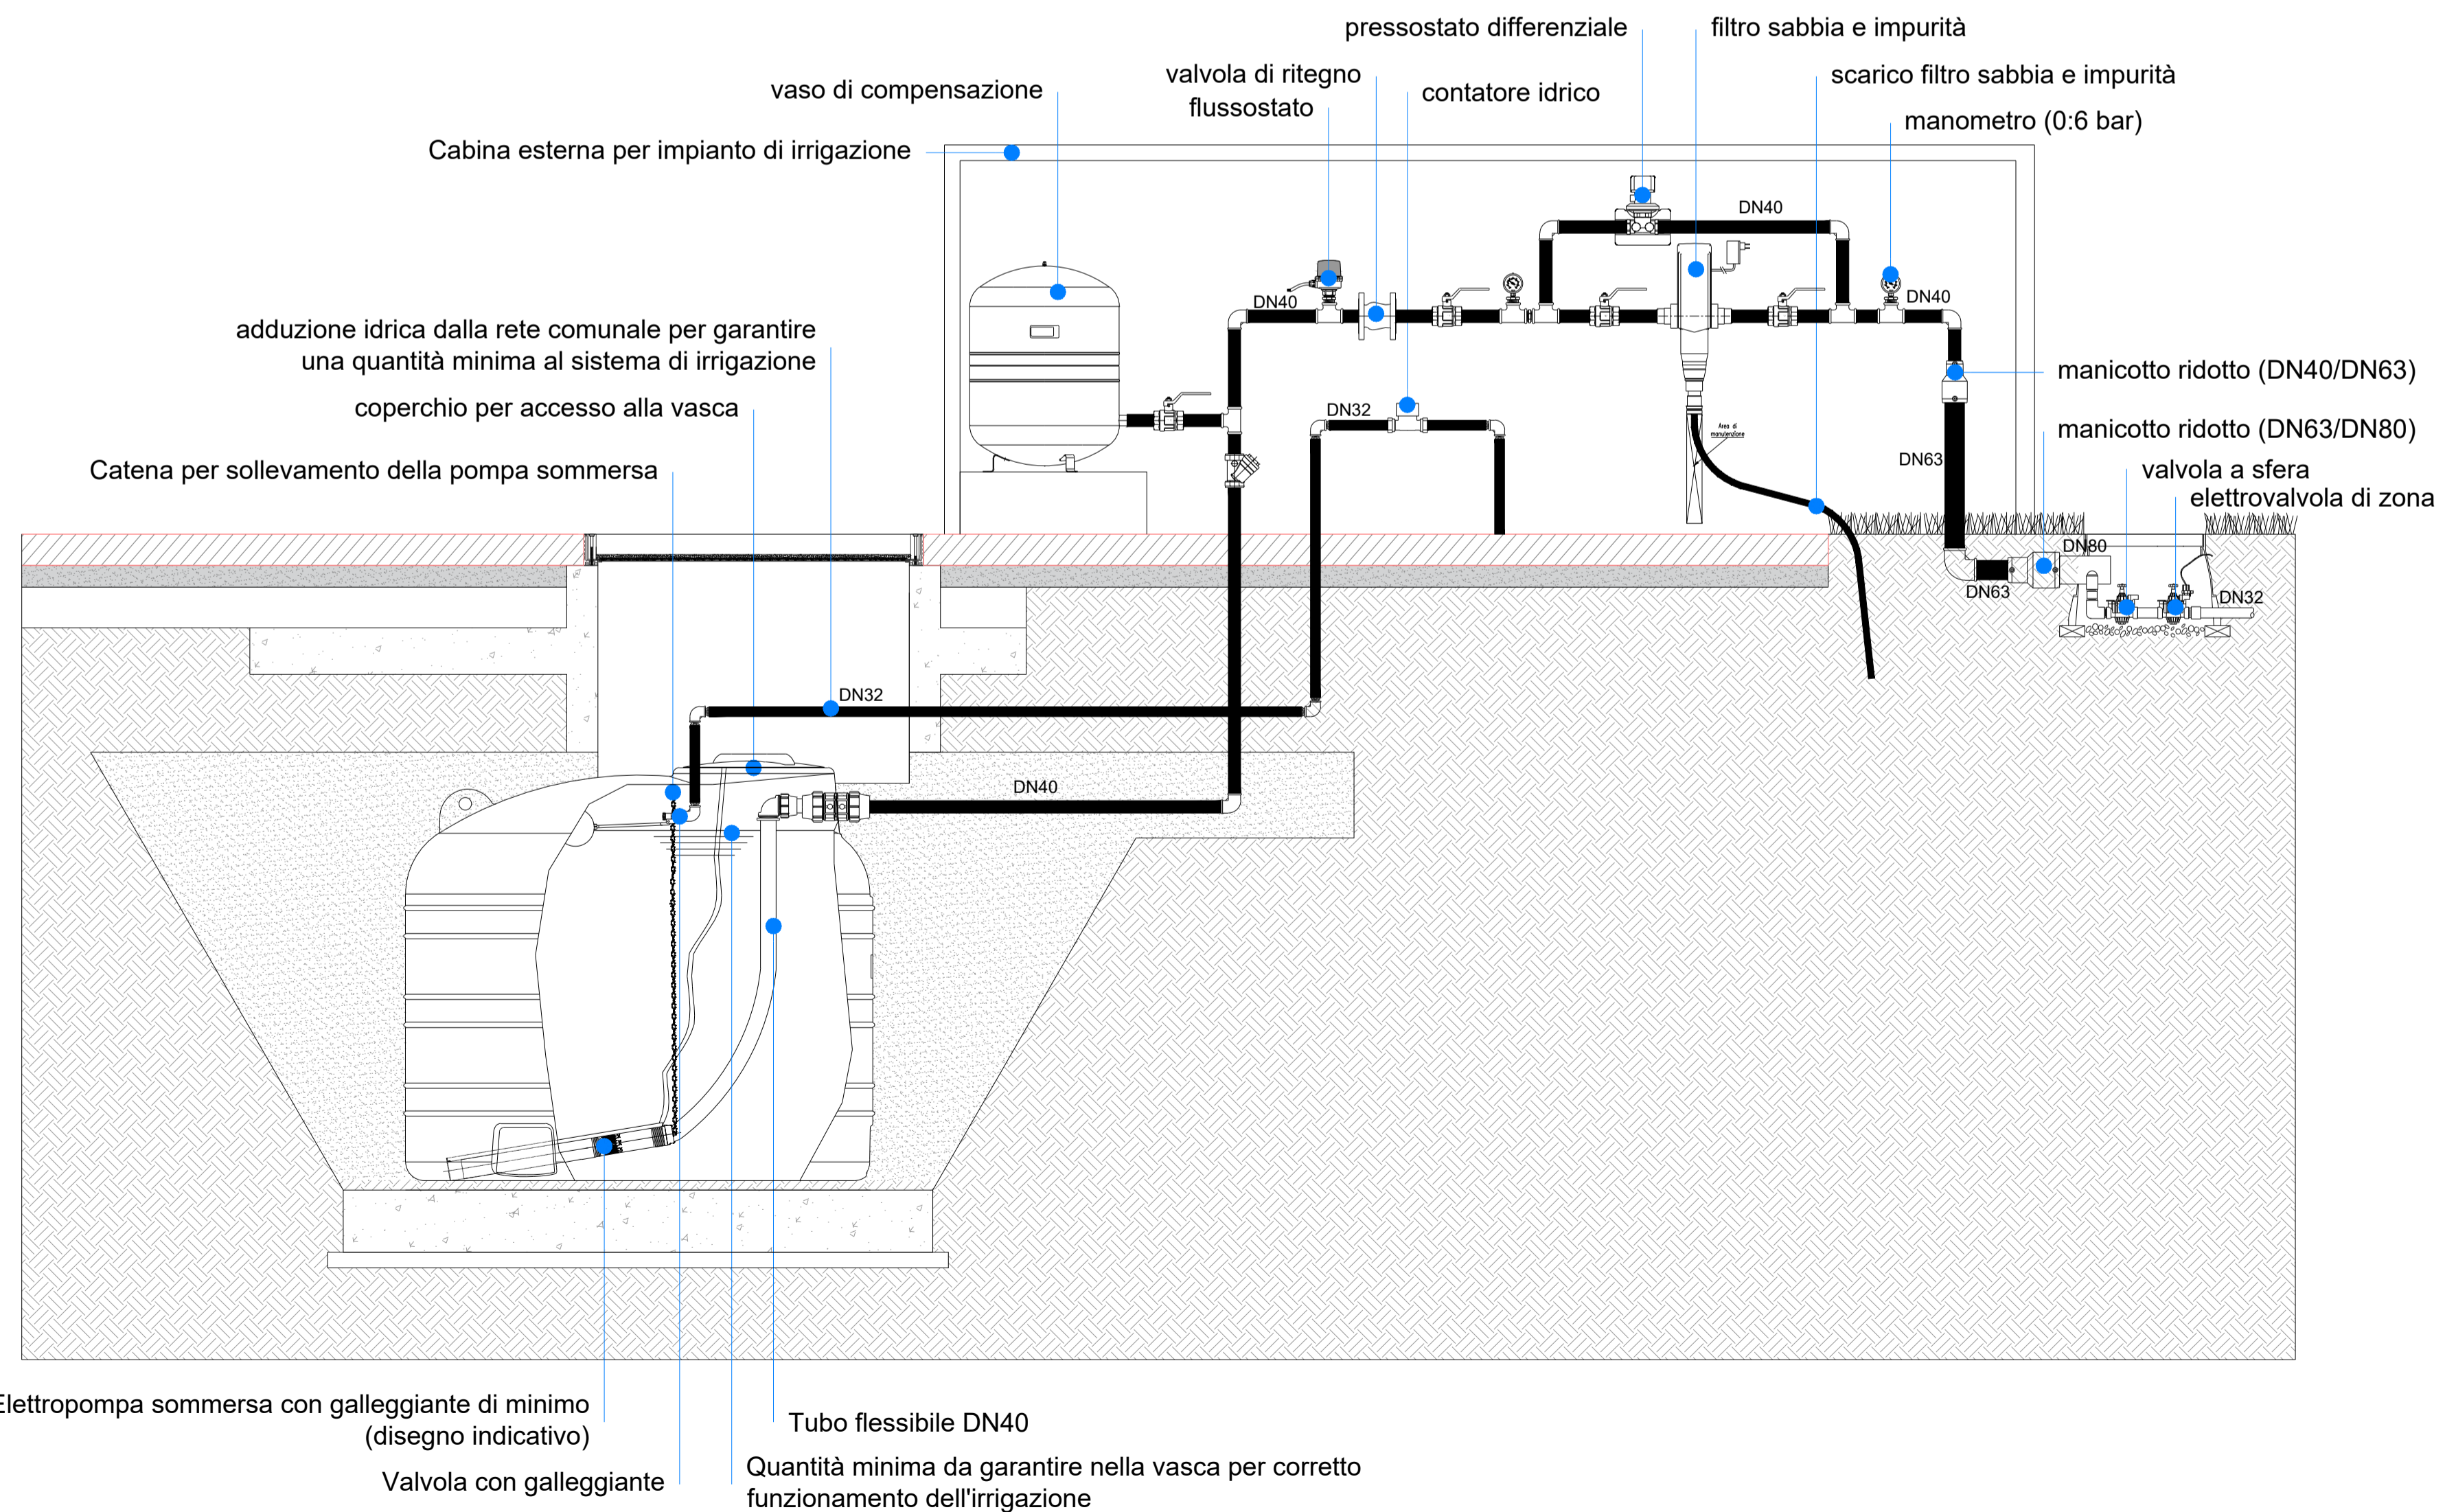 pressostato differenziale
filtro sabbia e impurità
valvola di ritegno
scarico filtro sabbia e impurità
vaso di compensazione
contatore idrico
flussostato
manometro (0:6 bar)
Cabina esterna per impianto di irrigazione
DN40
DN40
DN40
adduzione idrica dalla rete comunale per garantire
una quantità minima al sistema di irrigazione
manicotto ridotto (DN40/DN63)
coperchio per accesso alla vasca
DN32
Area di
manutenzione
manicotto ridotto (DN63/DN80)
Catena per sollevamento della pompa sommersa
DN63
valvola a sfera
elettrovalvola di zona
DN80
DN63
DN32
DN32
DN40
Elettropompa sommersa con galleggiante di minimo
(disegno indicativo)
Tubo flessibile DN40
Valvola con galleggiante
Quantità minima da garantire nella vasca per corretto
funzionamento dell'irrigazione